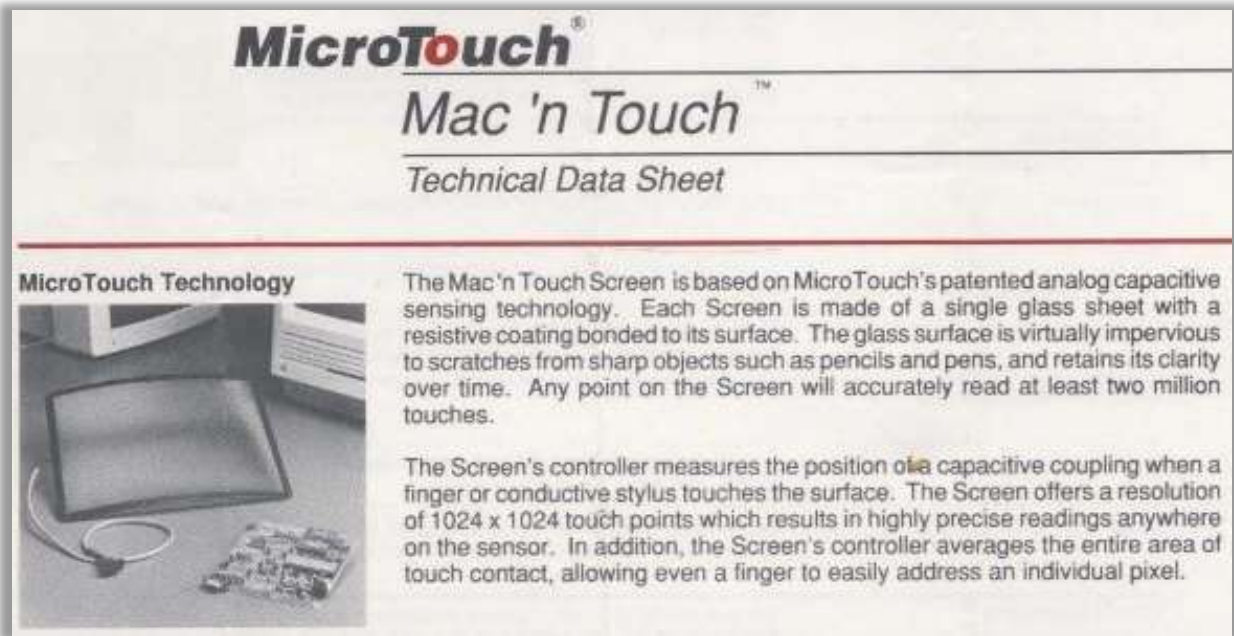 MicroTouch®
Mac 'n Touch™
Technical Data Sheet
MicroTouch Technology
The Mac 'n Touch Screen is based on MicroTouch's patented analog capacitive
sensing technology. Each Screen is made of a single glass sheet with a
resistive coating bonded to its surface. The glass surface is virtually impervious
to scratches from sharp objects such as pencils and pens, and retains its clarity
over time. Any point on the Screen will accurately read at least two million
touches.
The Screen's controller measures the position of a capacitive coupling when a
finger or conductive stylus touches the surface. The Screen offers a resolution
of 1024 x 1024 touch points which results in highly precise readings anywhere
on the sensor. In addition, the Screen's controller averages the entire area of
touch contact, allowing even a finger to easily address an individual pixel.